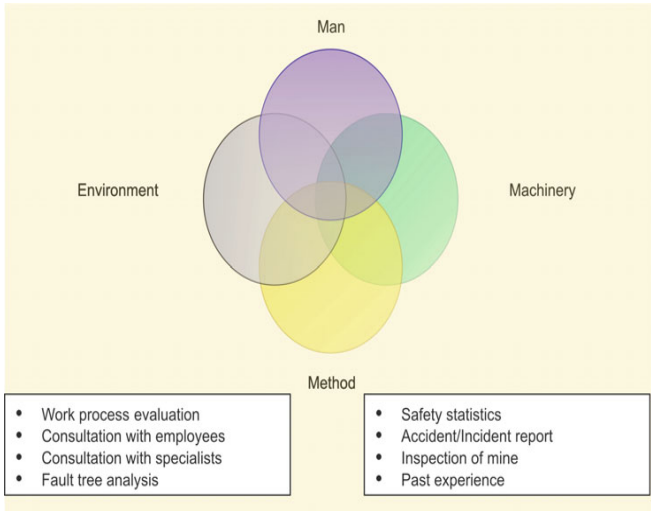 Man
Environment
Machinery
Method
• Work process evaluation
• Consultation with employees
• Consultation with specialists
• Fault tree analysis
• Safety statistics
• Accident/Incident report
• Inspection of mine
• Past experience